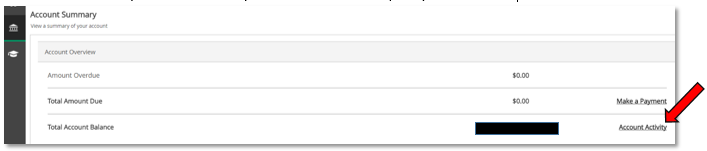 Account Summary
View a summary of your account
Account Overview
Amount Overdue $0.00
Total Amount Due $0.00 Make a Payment
Total Account Balance Account Activity